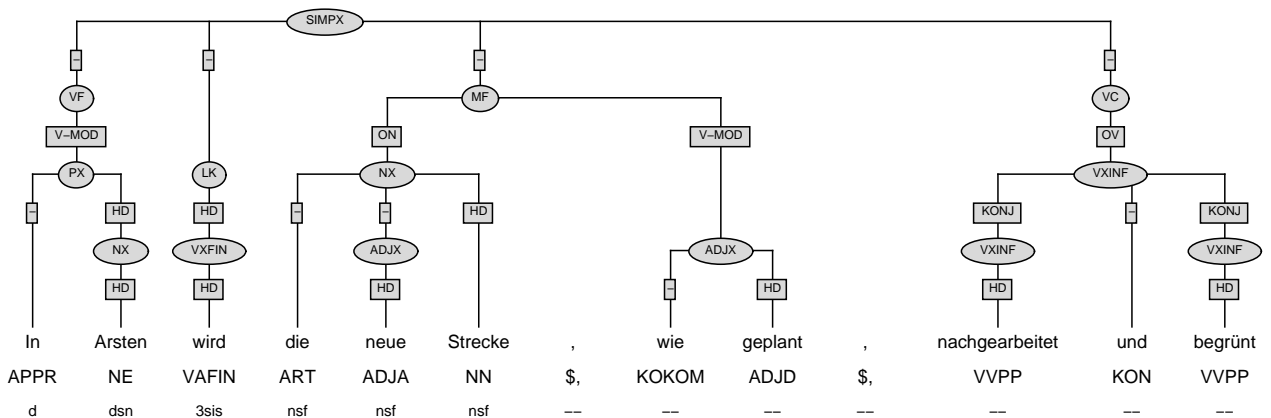 SIMPX
– – – –
VF MF VC
V–MOD ON V–MOD OV
PX LK NX VXINF
– HD HD – – HD KONJ – KONJ
NX VXFIN ADJX ADJX VXINF VXINF
HD HD HD – HD HD HD
In Arsten wird die neue Strecke , wie geplant , nachgearbeitet und begrünt
APPR NE VAFIN ART ADJA NN $, KOKOM ADJD $, VVPP KON VVPP
d dsn 3sis nsf nsf nsf –– –– –– –– –– –– ––